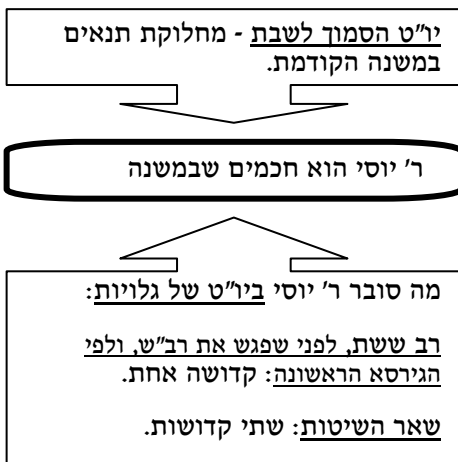 יו"ט הסמוך לשבת - מחלוקת תנאים
במשנה הקודמת.
ר' יוסי הוא חכמים שבמשנה
מה סובר ר' יוסי ביו"ט של גלויות:
רב ששת, לפני שפגש את רב"ש, ולפי
הגירסא הראשונה: קדושה אחת.
שאר השיטות: שתי קדושות.